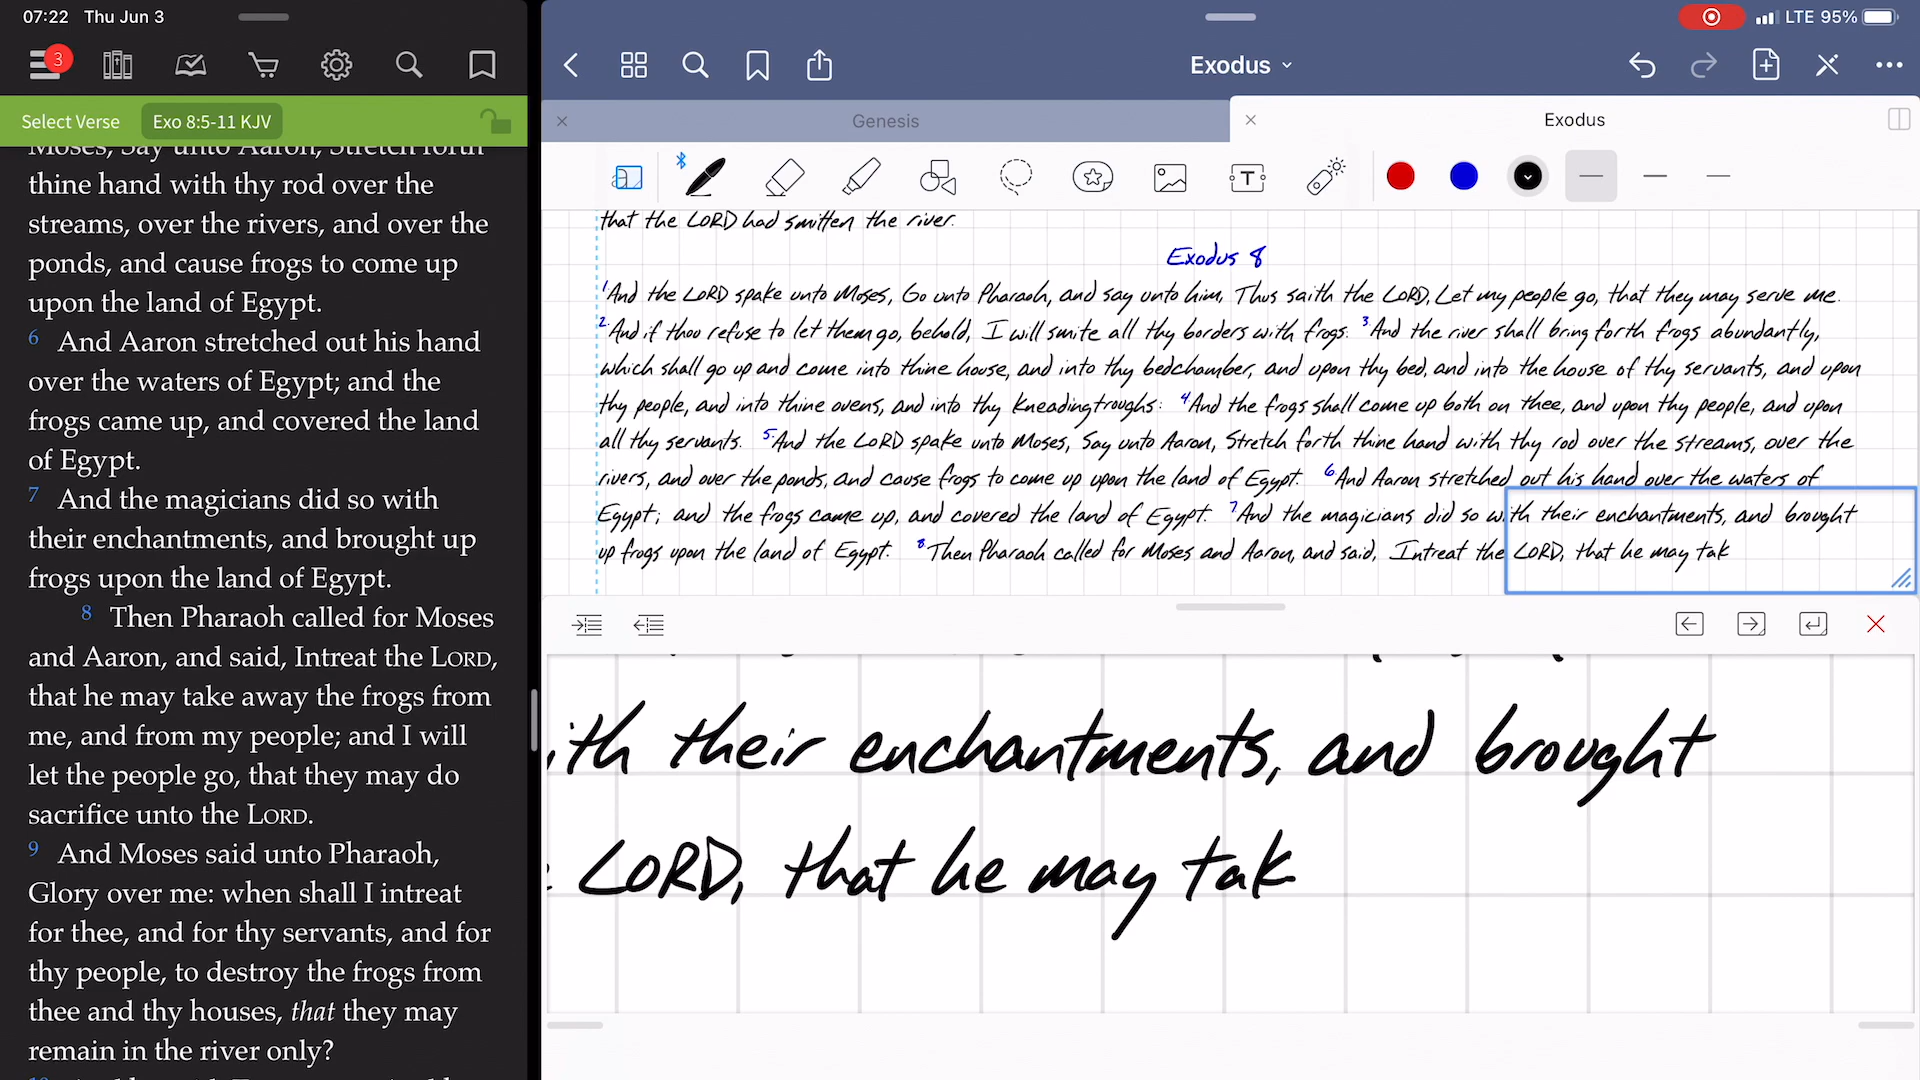 07:22 Thu Jun 3
3
Select Verse Exo 8:5-11 KJV
Moses, Say unto Aaron, Stretch forth
thine hand with thy rod over the
streams, over the rivers, and over the
ponds, and cause frogs to come up
upon the land of Egypt.
6 And Aaron stretched out his hand
over the waters of Egypt; and the
frogs came up, and covered the land
of Egypt.
7 And the magicians did so with
their enchantments, and brought up
frogs upon the land of Egypt.
8 Then Pharaoh called for Moses
and Aaron, and said, Intreat the LORD,
that he may take away the frogs from
me, and from my people; and I will
let the people go, that they may do
sacrifice unto the LORD.
9 And Moses said unto Pharaoh,
Glory over me: when shall I intreat
for thee, and for thy servants, and for
thy people, to destroy the frogs from
thee and thy houses, that they may
remain in the river only?
LTE 95%
Exodus
Genesis
Exodus
T
that the LORD had smitten the river.
Exodus 8
1 And the LORD spake unto Moses, Go unto Pharaoh, and say unto him, Thus saith the LORD, Let my people go, that they may serve me.
2 And if thou refuse to let them go, behold, I will smite all thy borders with frogs: 3 And the river shall bring forth frogs abundantly,
which shall go up and come into thine house, and into thy bedchamber, and upon thy bed, and into the house of thy servants, and upon
thy people, and into thine ovens, and into thy kneadingtroughs: 4 And the frogs shall come up both on thee, and upon thy people, and upon
all thy servants. 5 And the LORD spake unto Moses, Say unto Aaron, Stretch forth thine hand with thy rod over the streams, over the
rivers, and over the ponds, and cause frogs to come up upon the land of Egypt. 6 And Aaron stretched out his hand over the waters of
Egypt; and the frogs came up, and covered the land of Egypt. 7 And the magicians did so with their enchantments, and brought
up frogs upon the land of Egypt. 8 Then Pharaoh called for Moses and Aaron, and said, Intreat the LORD, that he may tak
ith their enchantments, and brought
LORD, that he may tak